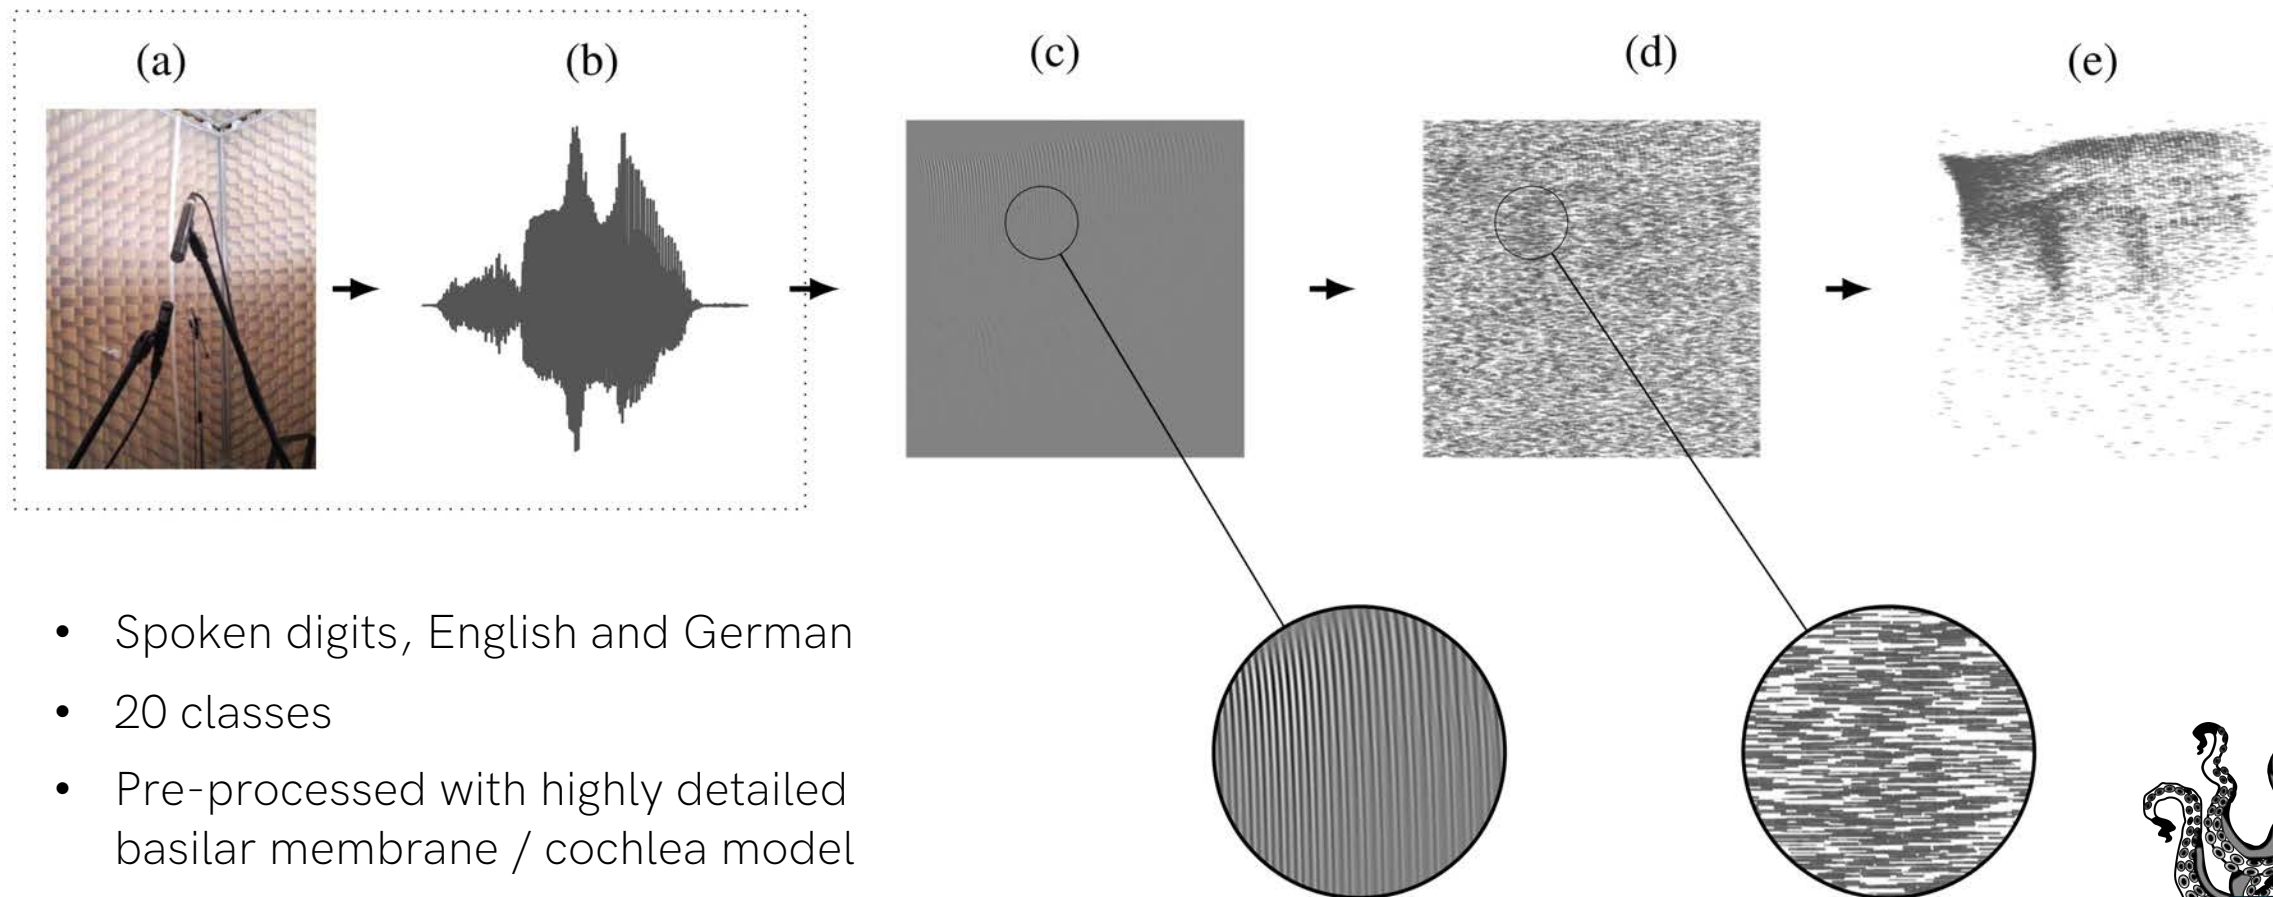 (a)
(b)
(c)
(d)
(e)
• Spoken digits, English and German
• 20 classes
• Pre-processed with highly detailed
basilar membrane / cochlea model